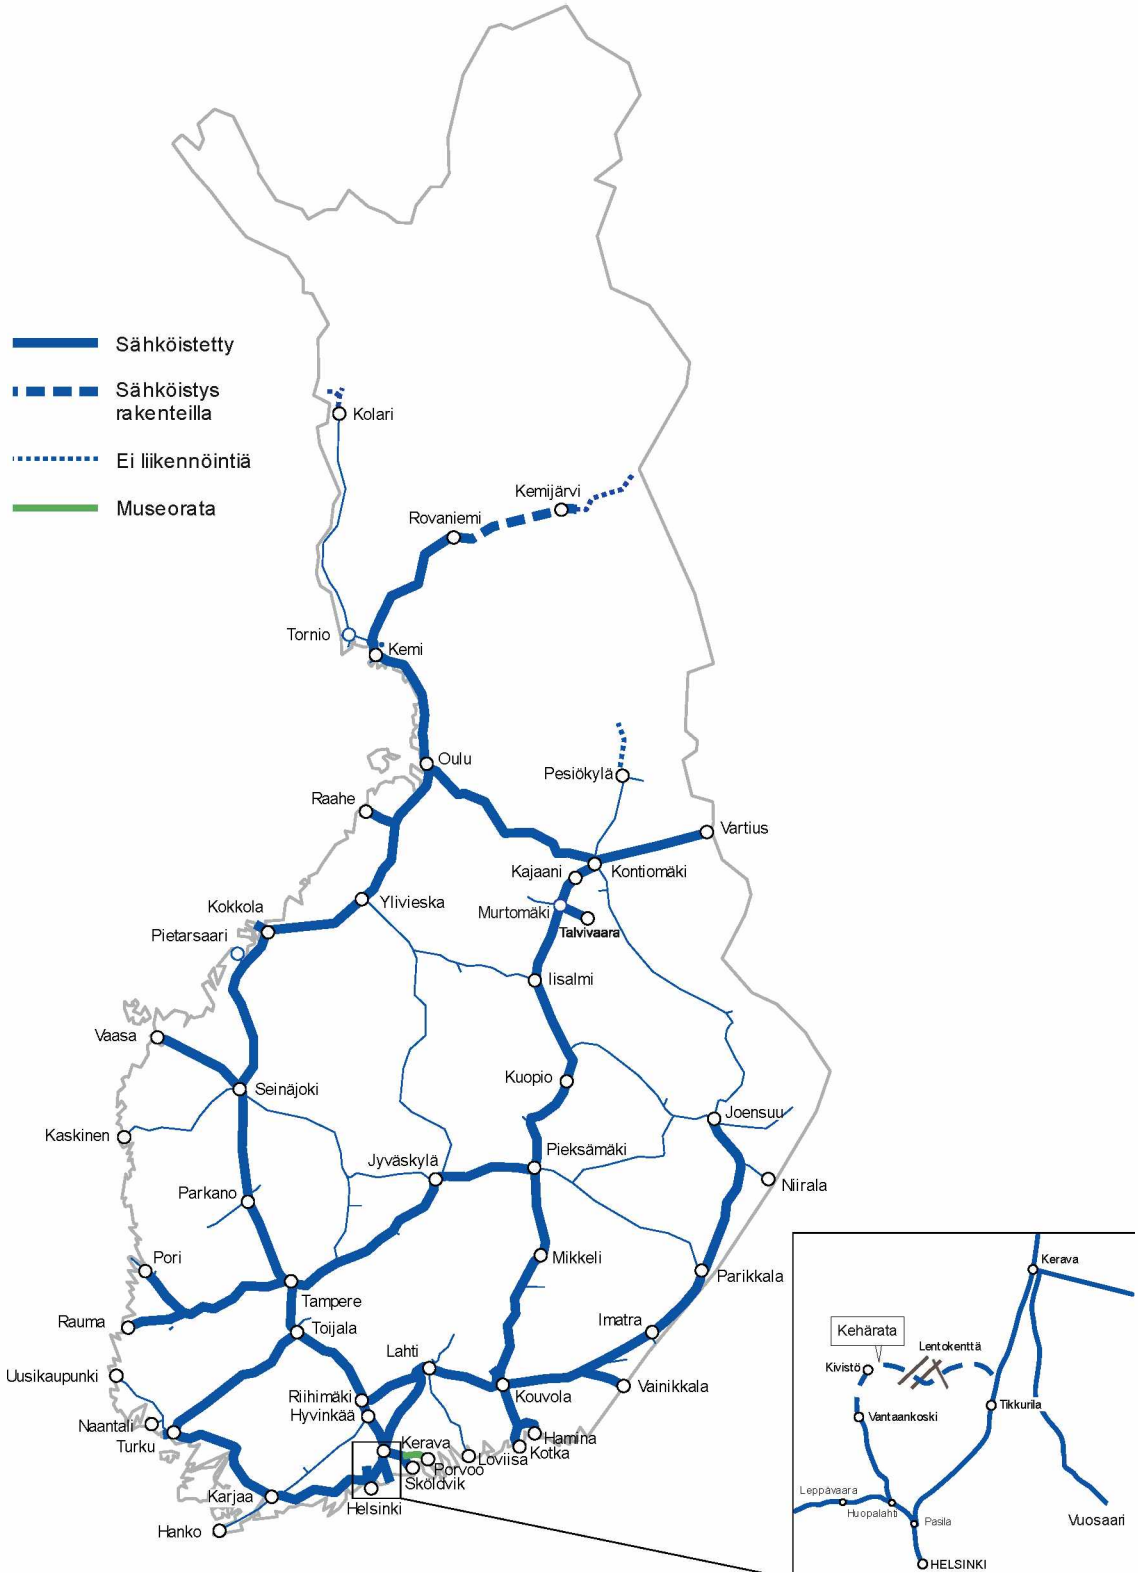 Sähköistetty
Sähköistys
rakenteilla
Ei liikennöintiä
Museorata
Kolari
Kemijärvi
Rovaniemi
Tornio
Kemi
Oulu
Pesiökylä
Raahe
Vartius
Kajaani
Kontiomäki
Ylivieska
Kokkola
Murtomäki
Talvivaara
Pietarsaari
Iisalmi
Vaasa
Kuopio
Seinäjoki
Joensuu
Kaskinen
Pieksämäki
Jyväskylä
Niirala
Parkano
Pori
Mikkeli
Parikkala
Tampere
Rauma
Toijala
Imatra
Lahti
Uusikaupunki
Vainikkala
Riihimäki
Kouvola
Hyvinkää
Naantali
Turku
Kerava
Hamina
Loviisa
Kotka
Porvoo
Sköldvik
Karjaa
Helsinki
Hanko
Kerava
Kehärata
Lentokenttä
Kivistö
Vantaankoski
Tikkurila
Leppävaara
Huopalahti
Pasila
Vuosaari
HELSINKI